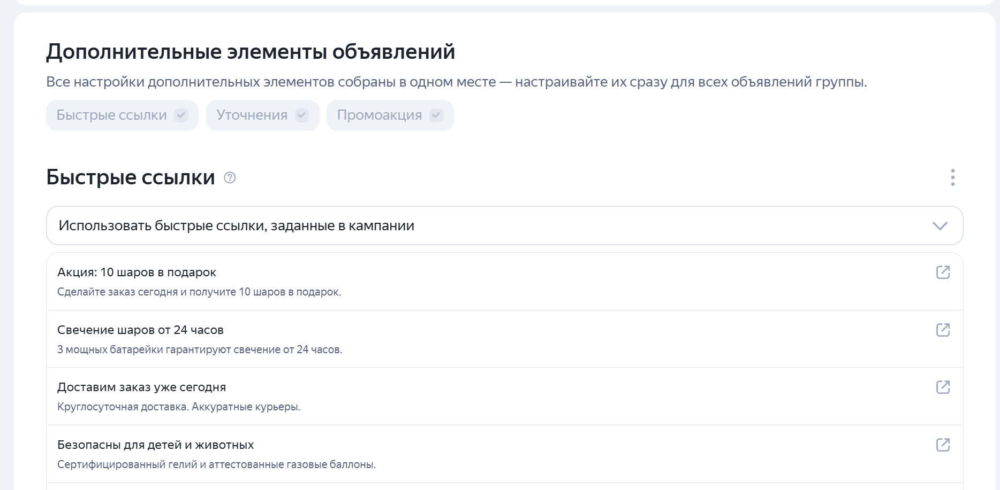 Дополнительные элементы объявлений
Все настройки дополнительных элементов собраны в одном месте — настраивайте их сразу для всех объявлений группы.
Быстрые ссылки Уточнения Промоакция
Быстрые ссылки
Использовать быстрые ссылки, заданные в кампании
Акция: 10 шаров в подарок
Сделайте заказ сегодня и получите 10 шаров в подарок.
Свечение шаров от 24 часов
3 мощных батарейки гарантируют свечение от 24 часов.
Доставим заказ уже сегодня
Круглосуточная доставка. Аккуратные курьеры.
Безопасны для детей и животных
Сертифицированный гелий и аттестованные газовые баллоны.